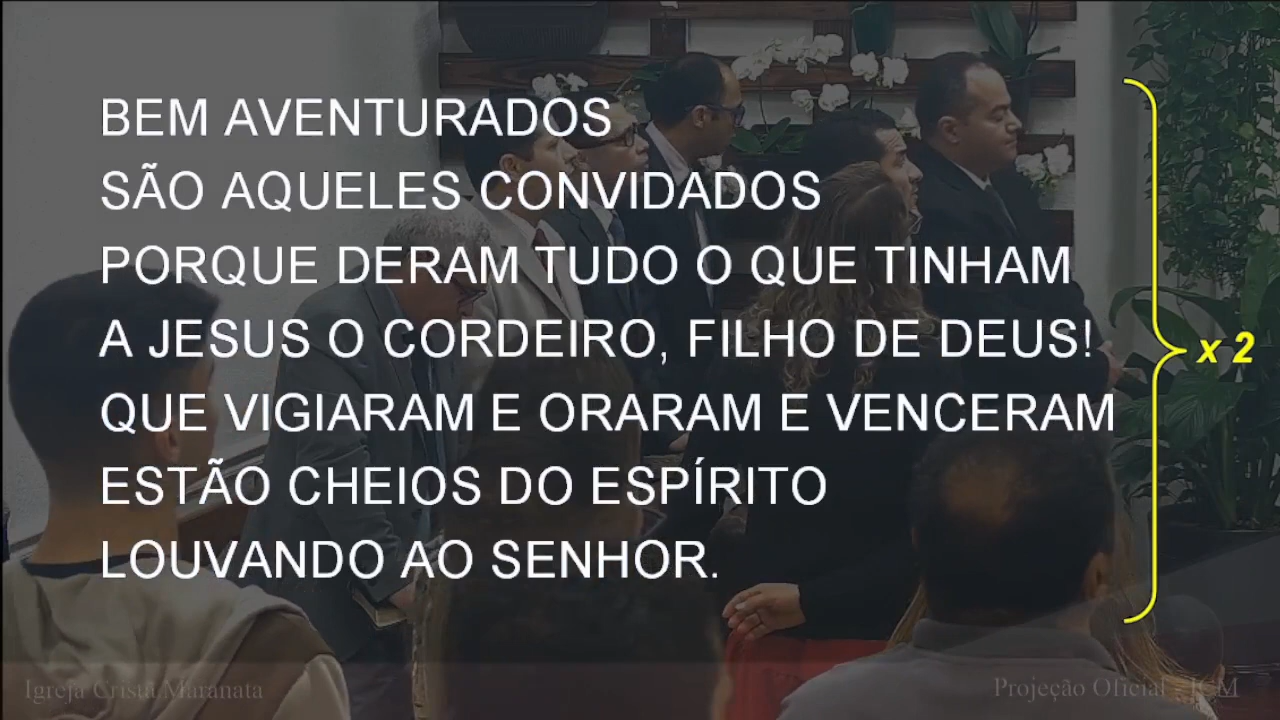 BEM AVENTURADOS
SÃO AQUELES CONVIDADOS
PORQUE DERAM TUDO O QUE TINHAM
A JESUS O CORDEIRO, FILHO DE DEUS!
QUE VIGIARAM E ORARAM E VENCERAM
ESTÃO CHEIOS DO ESPÍRITO
LOUVANDO AO SENHOR.
x 2
Igreja Cristã Maranata
Projeção Oficial - ICM